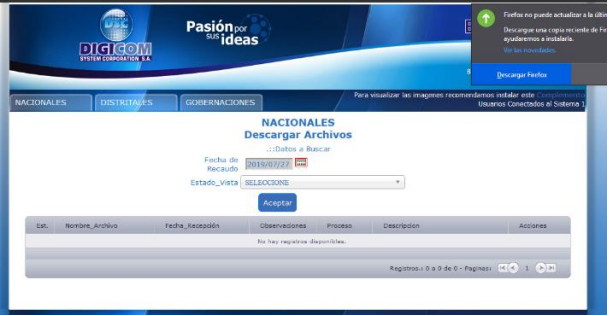 DSC
DIGICOM
SYSTEM CORPORATION S.A.
Pasión por
sus ideas
Firefox no puede actualizar a la últim
Descargue una copia reciente de Fir
ayudaremos a instalarla.
Ver las novedades.
Descargar Firefox
NACIONALES DISTRITALES GOBERNACIONES
Para visualizar las imagenes recomendamos instalar este Complemento
Usuarios Conectados al Sistema 1
NACIONALES
Descargar Archivos
.::Datos a Buscar
Fecha de
Recaudo
2019/07/27
Estado_Vista SELECCIONE
Aceptar
Est. Nombre_Archivo Fecha_Recepción Observaciones Proceso Descripcion Acciones
No hay registros disponibles.
Registros.: 0 a 0 de 0 - Paginas: 1